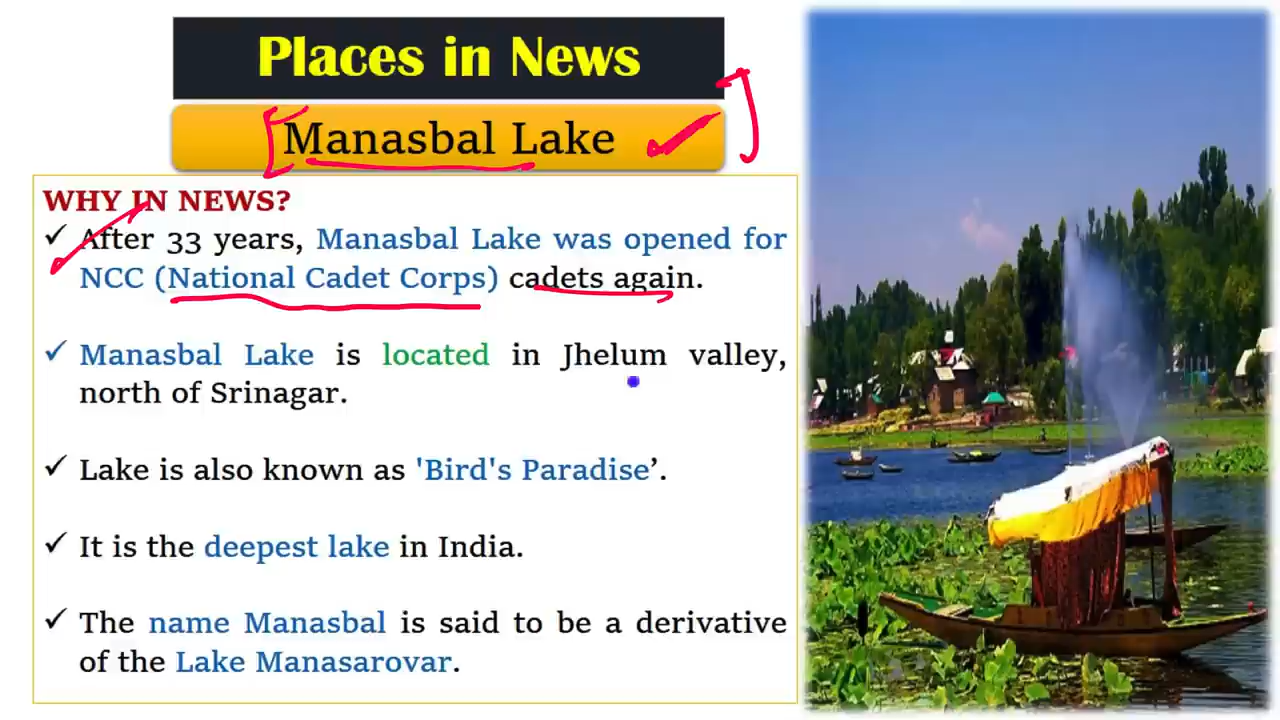 Places in News
Manasbal Lake
WHY IN NEWS?
✓ After 33 years, Manasbal Lake was opened for
NCC (National Cadet Corps) cadets again.
✓ Manasbal Lake is located in Jhelum valley,
north of Srinagar.
✓ Lake is also known as 'Bird's Paradise’.
✓ It is the deepest lake in India.
✓ The name Manasbal is said to be a derivative
of the Lake Manasarovar.